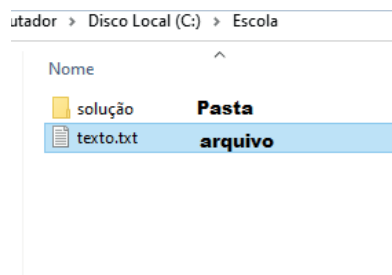 utador > Disco Local (C:) > Escola
Nome
solução Pasta
texto.txt arquivo